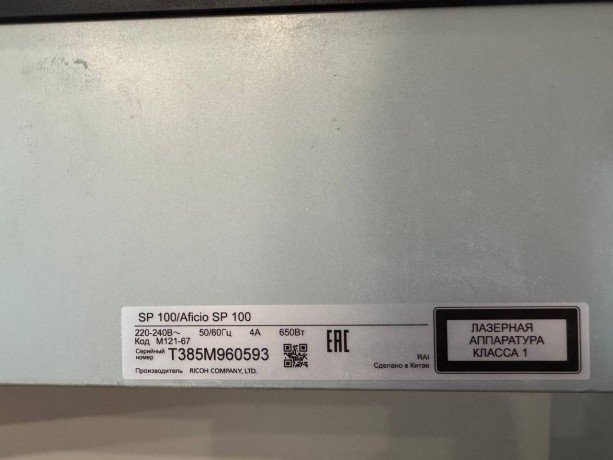 SP 100/Aficio SP 100
220-240В~ 50/60Гц 4А 650Вт
Код M121-67
Серийный номер T385M960593
Производитель RICOH COMPANY, LTD.
EAC
RAI
Сделано в Китае
ЛАЗЕРНАЯ
АППАРАТУРА
КЛАССА 1